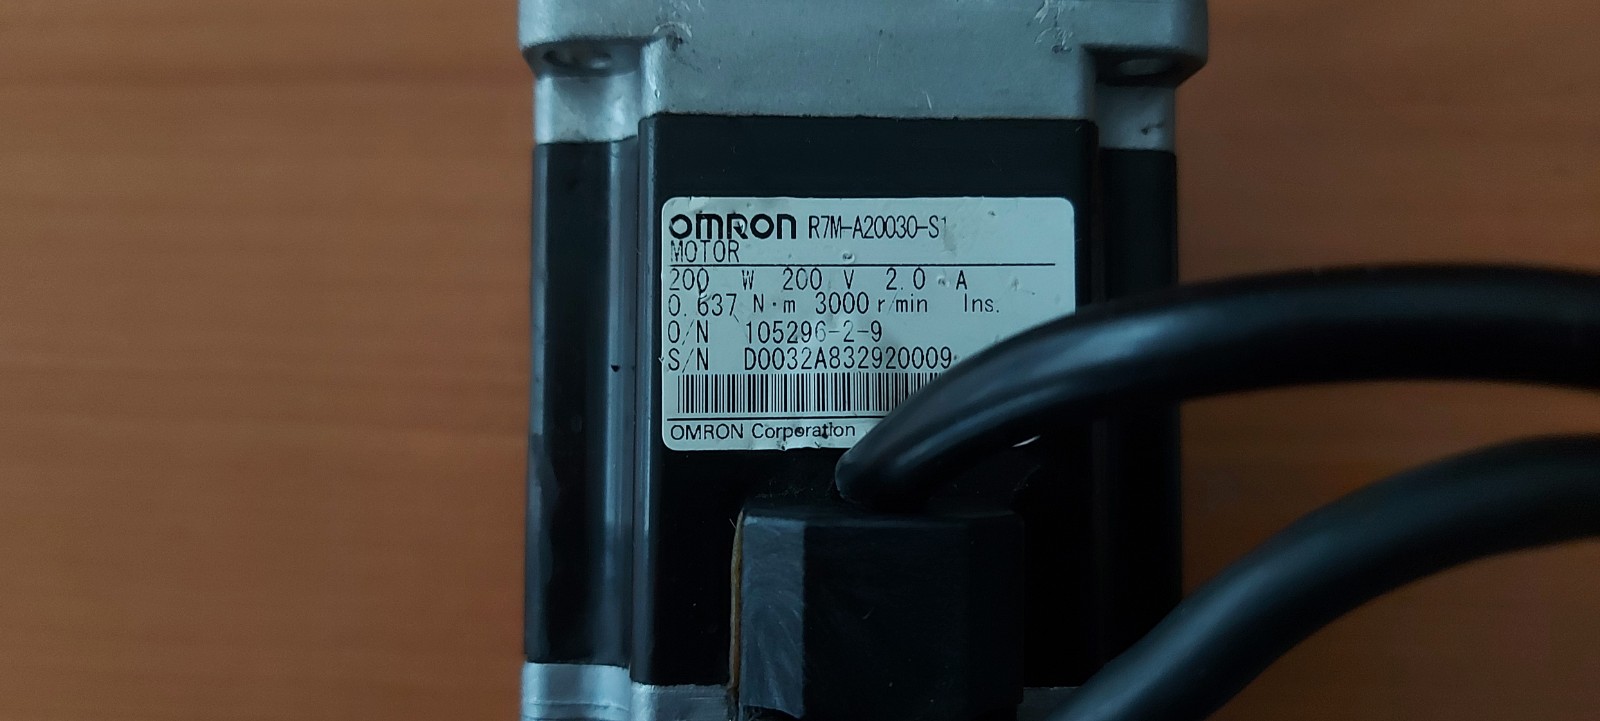 OMRON R7M-A20030-S1
MOTOR
200 W 200 V 2.0 A
0.637 N·m 3000 r/min Ins.
O/N 105296-2-9
S/N D0032A832920009
OMRON Corporation